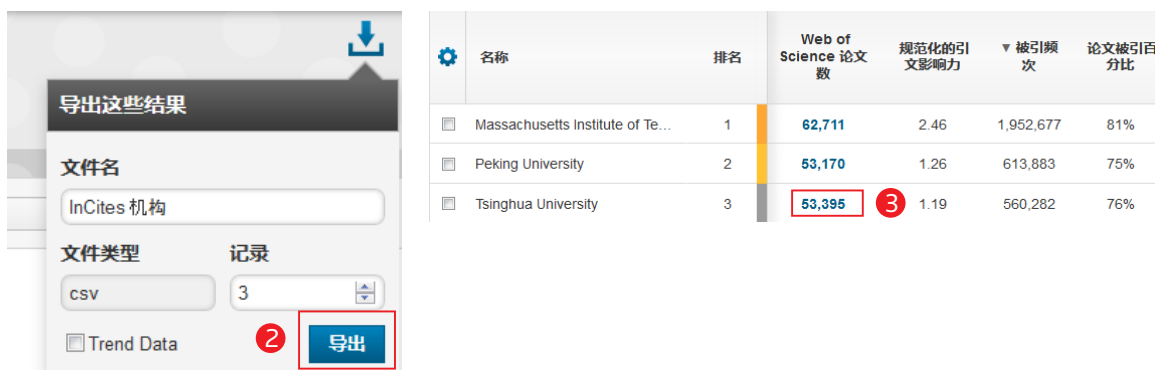 导出这些结果
文件名
InCites 机构
文件类型 记录
csv 3
Trend Data 2 导出
名称 排名 Web of Science 论文数 规范化的引文影响力 ▼ 被引频次 论文被引百分比
Massachusetts Institute of Te... 1 62,711 2.46 1,952,677 81%
Peking University 2 53,170 1.26 613,883 75%
Tsinghua University 3 53,395 3 1.19 560,282 76%